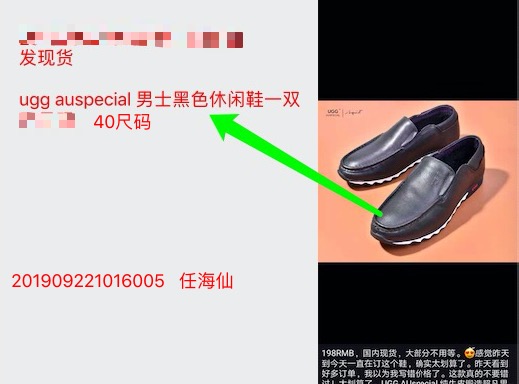 发现货
ugg auspecial 男士黑色休闲鞋一双
40尺码
201909221016005 任海仙
UGG
198RMB，国内现货，大部分不用等。😍感觉昨天
到今天一直在订这个鞋，确实太划算了。昨天看到
好多订单，我以为我写错价格了。这款真的不要错
过！太划算了。UGG AUspecial 纯牛皮